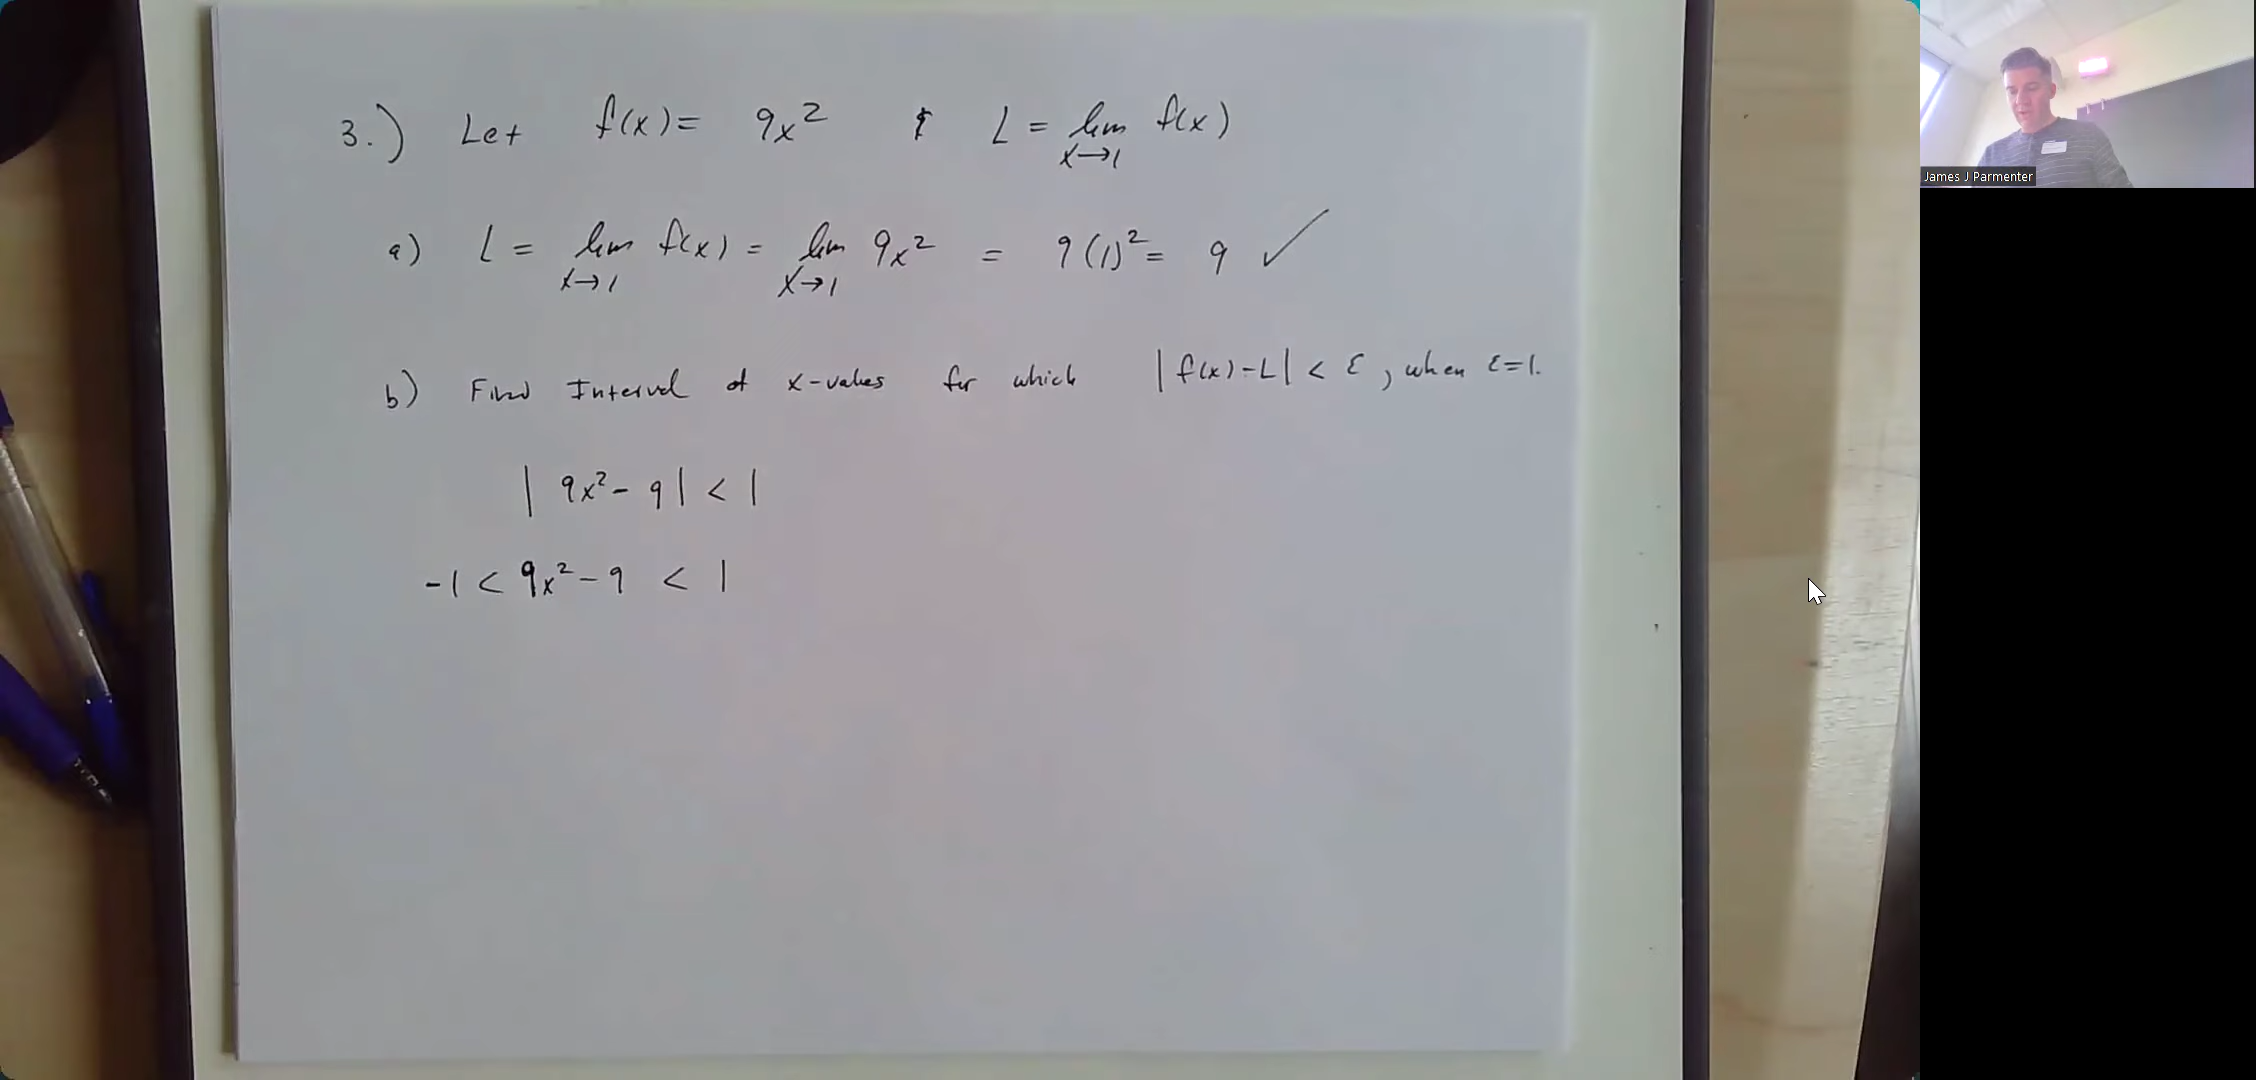 3.) Let f(x) = 9x² & L = lim x→1 f(x)
a) L = lim x→1 f(x) = lim x→1 9x² = 9(1)² = 9 ✓
b) Find Interval of x-values for which |f(x)-L| < ε, when ε=1.
|9x²-9| < 1
-1 < 9x²-9 < 1
James J Parmenter